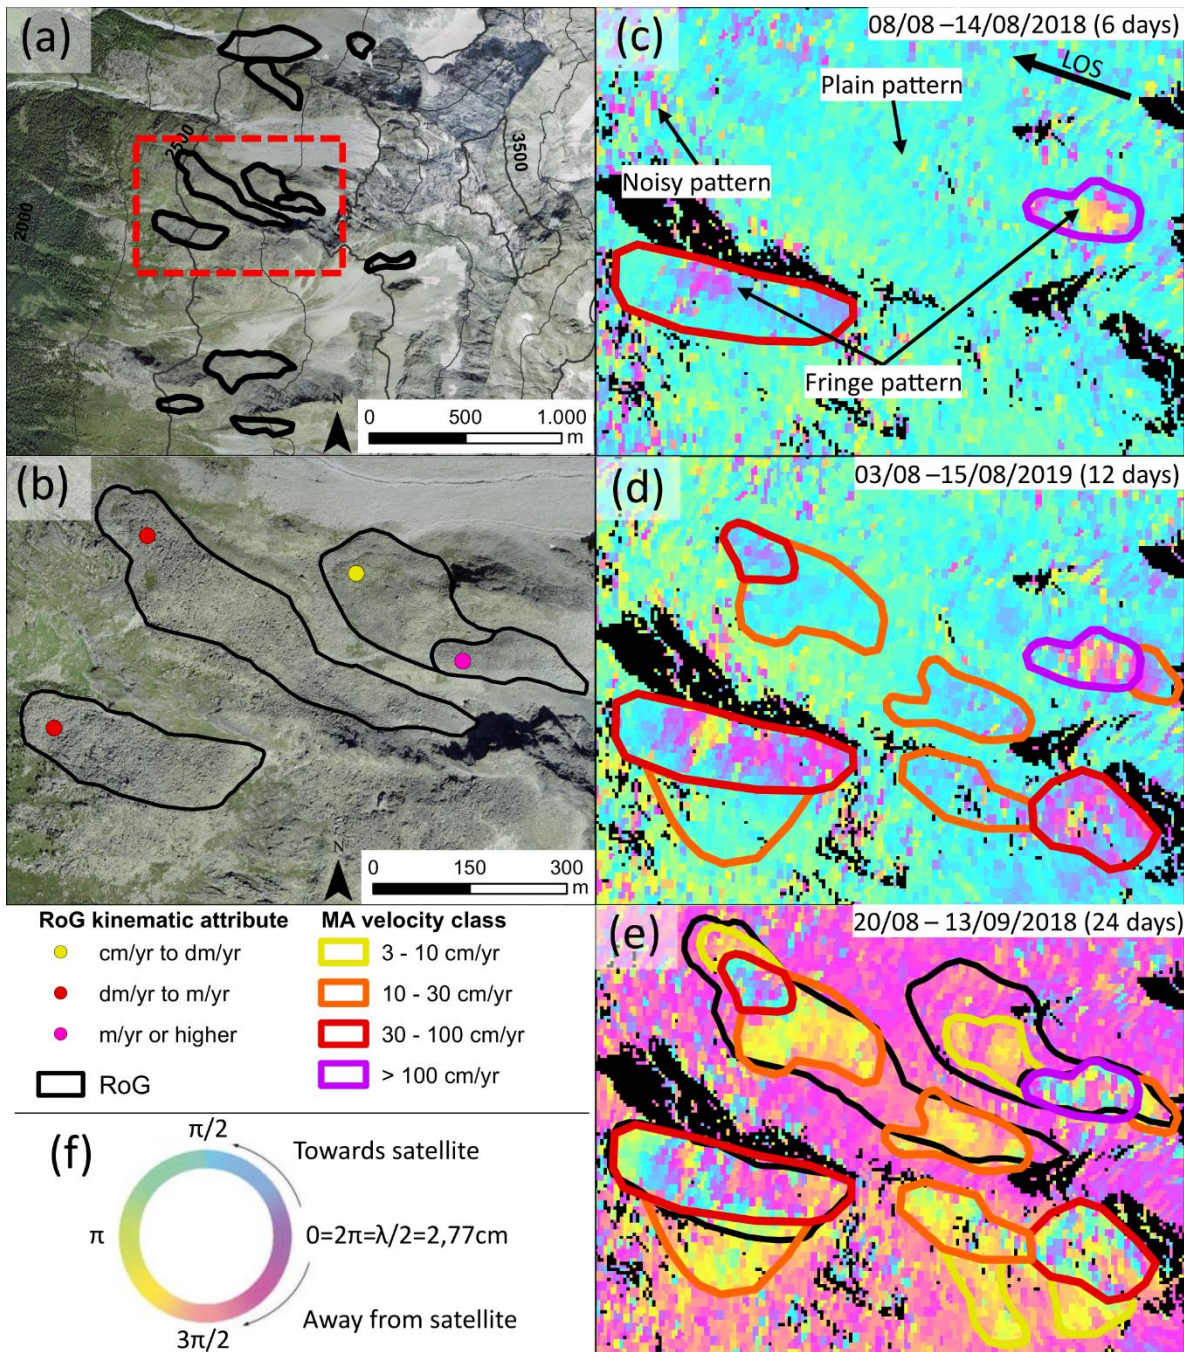 (a)
2500
3500
2000
N
0 500 1.000
m
(c)
08/08 –14/08/2018 (6 days)
LOS
Plain pattern
Noisy pattern
Fringe pattern
(b)
N
0 150 300
m
(d)
03/08 –15/08/2019 (12 days)
RoG kinematic attribute
cm/yr to dm/yr
dm/yr to m/yr
m/yr or higher
RoG
MA velocity class
3 - 10 cm/yr
10 - 30 cm/yr
30 - 100 cm/yr
> 100 cm/yr
(e)
20/08 – 13/09/2018 (24 days)
(f)
π/2
Towards satellite
π
0=2π=λ/2=2,77cm
Away from satellite
3π/2